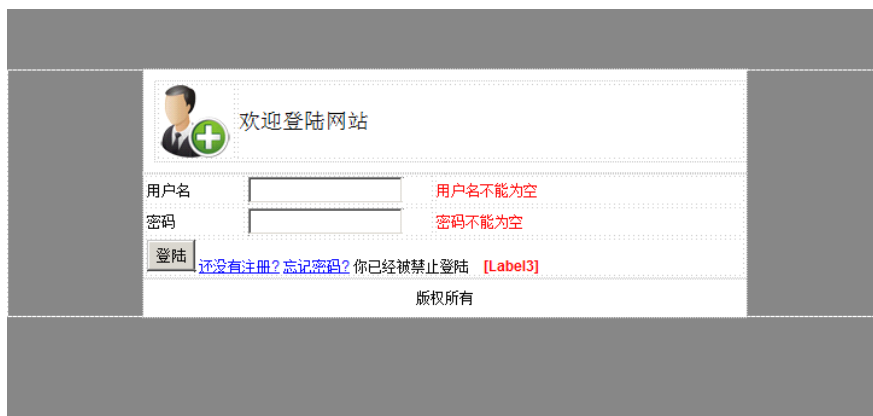 欢迎登陆网站
用户名 用户名不能为空
密码 密码不能为空
登陆 还没有注册? 忘记密码? 你已经被禁止登陆 [Label3]
版权所有